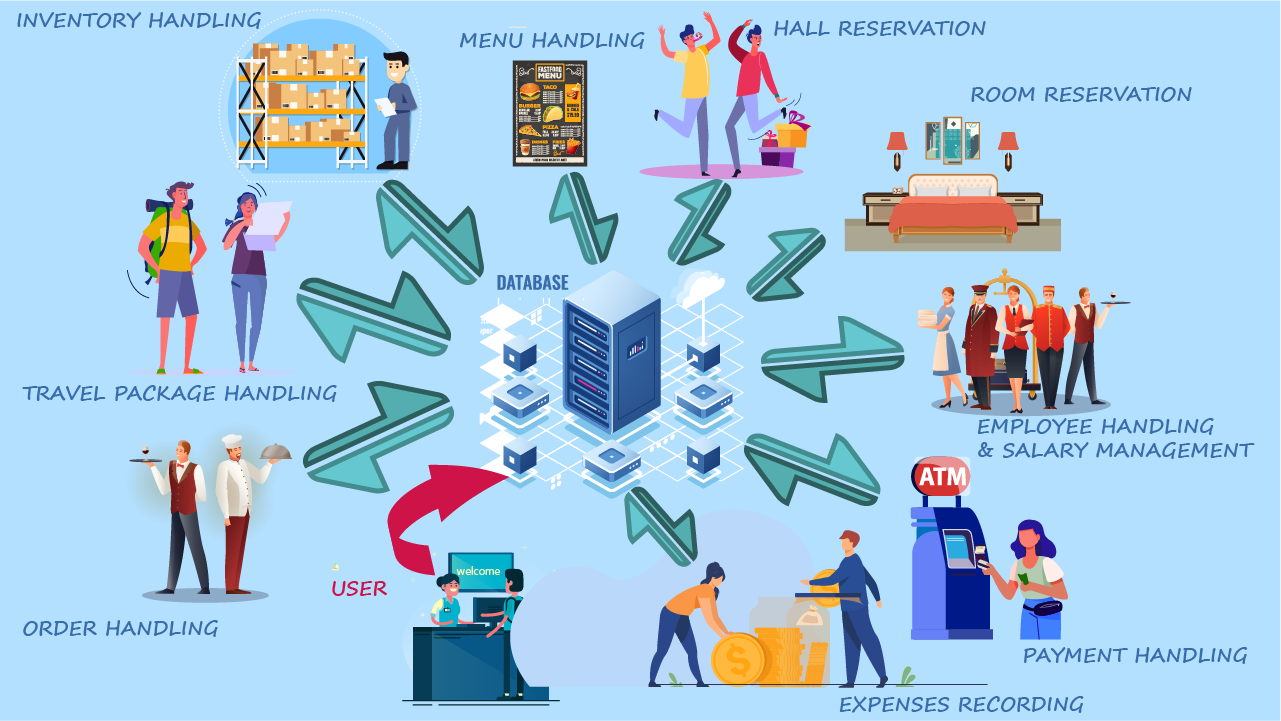 INVENTORY HANDLING
MENU HANDLING
HALL RESERVATION
FASTFOOD
MENU
TACO
BURGER
PIZZA
ROOM RESERVATION
DATABASE
TRAVEL PACKAGE HANDLING
EMPLOYEE HANDLING
& SALARY MANAGEMENT
ATM
welcome
USER
ORDER HANDLING
PAYMENT HANDLING
EXPENSES RECORDING